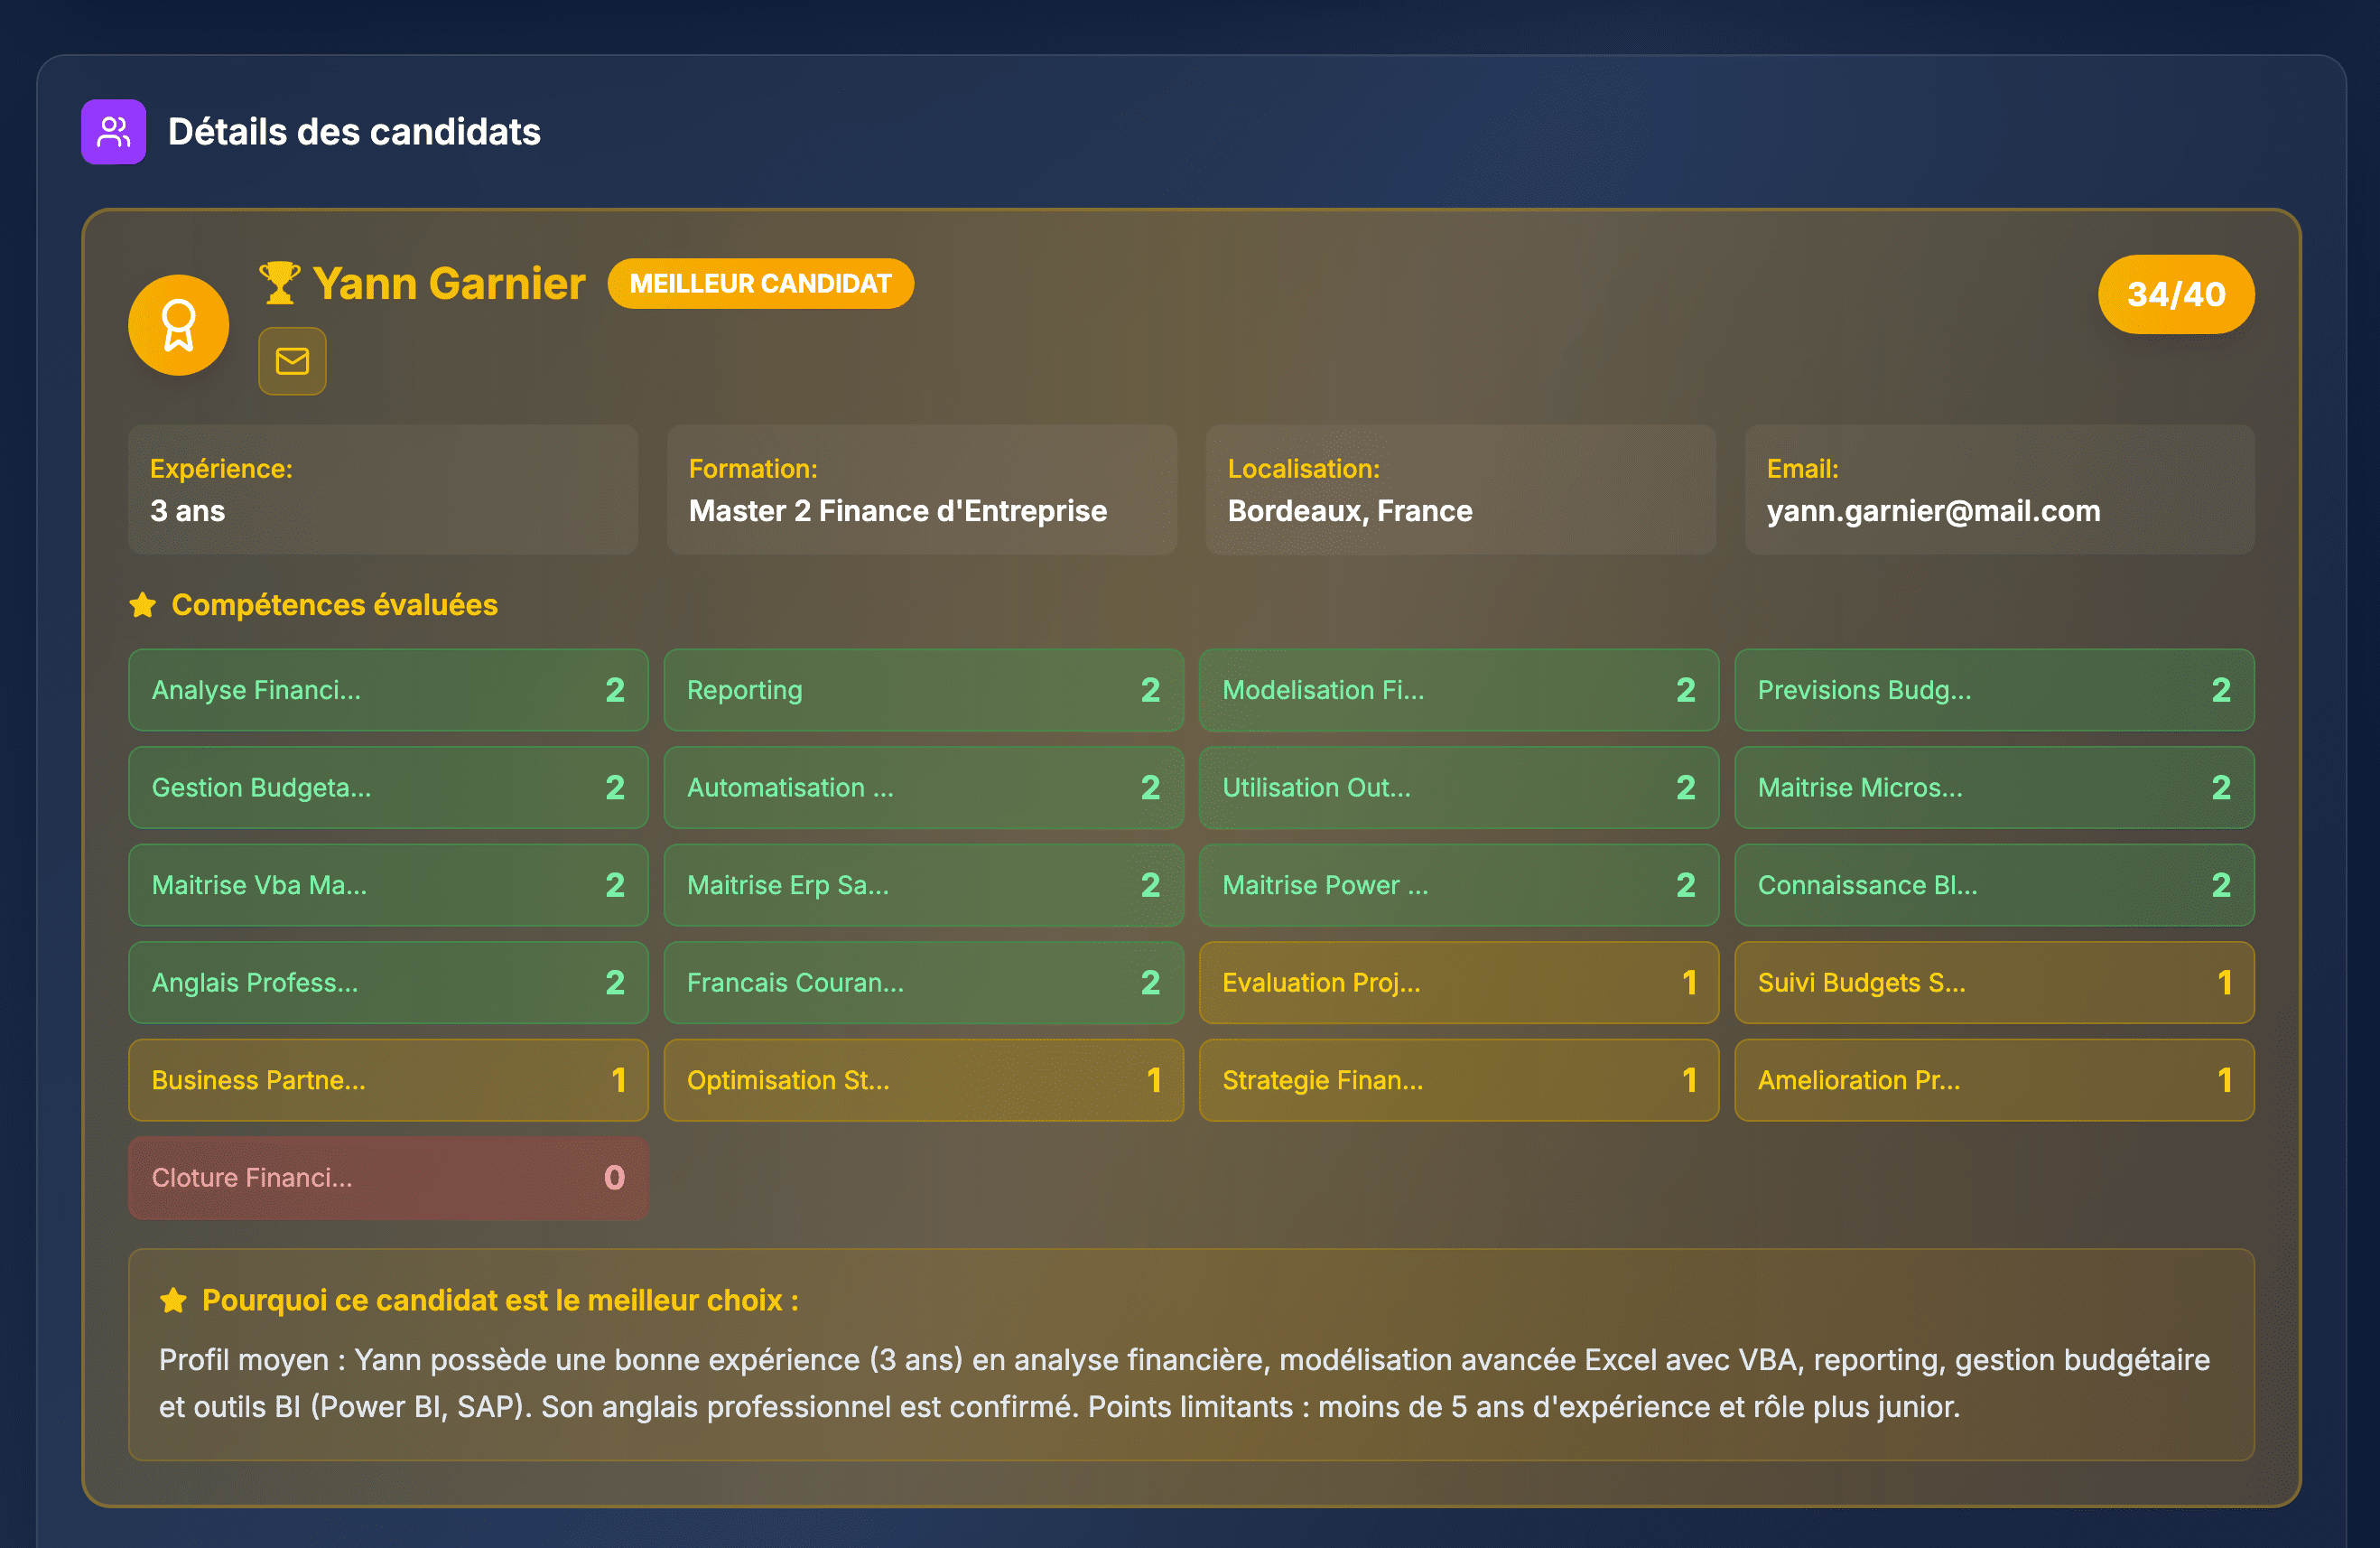 Détails des candidats
🏆 Yann Garnier
MEILLEUR CANDIDAT
34/40
Expérience:
3 ans
Formation:
Master 2 Finance d'Entreprise
Localisation:
Bordeaux, France
Email:
yann.garnier@mail.com
Compétences évaluées
Analyse Financi... 2
Reporting 2
Modelisation Fi... 2
Previsions Budg... 2
Gestion Budgeta... 2
Automatisation ... 2
Utilisation Out... 2
Maitrise Micros... 2
Maitrise Vba Ma... 2
Maitrise Erp Sa... 2
Maitrise Power ... 2
Connaissance BI... 2
Anglais Profess... 2
Francais Couran... 2
Evaluation Proj... 1
Suivi Budgets S... 1
Business Partne... 1
Optimisation St... 1
Strategie Finan... 1
Amelioration Pr... 1
Cloture Financi... 0
Pourquoi ce candidat est le meilleur choix :
Profil moyen : Yann possède une bonne expérience (3 ans) en analyse financière, modélisation avancée Excel avec VBA, reporting, gestion budgétaire
et outils BI (Power BI, SAP). Son anglais professionnel est confirmé. Points limitants : moins de 5 ans d'expérience et rôle plus junior.